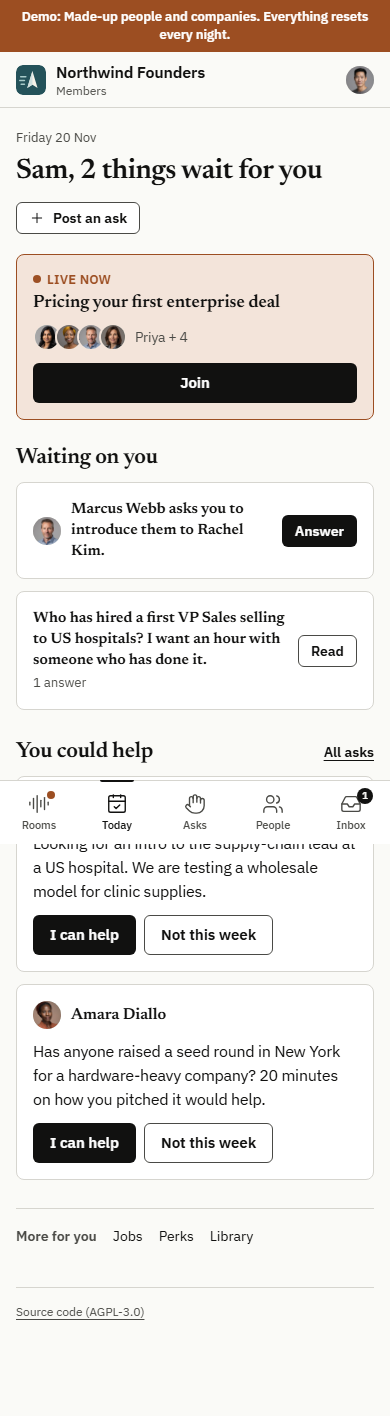 Demo: Made-up people and companies. Everything resets
every night.
Northwind Founders
Members
Friday 20 Nov
Sam, 2 things wait for you
Post an ask
LIVE NOW
Pricing your first enterprise deal
Priya + 4
Join
Waiting on you
Marcus Webb asks you to
introduce them to Rachel
Kim.
Answer
Who has hired a first VP Sales selling
to US hospitals? I want an hour with
someone who has done it.
1 answer
Read
You could help
All asks
Rooms
Today
Asks
People
1
Inbox
Looking for an intro to the supply-chain lead at
a US hospital. We are testing a wholesale
model for clinic supplies.
I can help
Not this week
Amara Diallo
Has anyone raised a seed round in New York
for a hardware-heavy company? 20 minutes
on how you pitched it would help.
I can help
Not this week
More for you
Jobs
Perks
Library
Source code (AGPL-3.0)